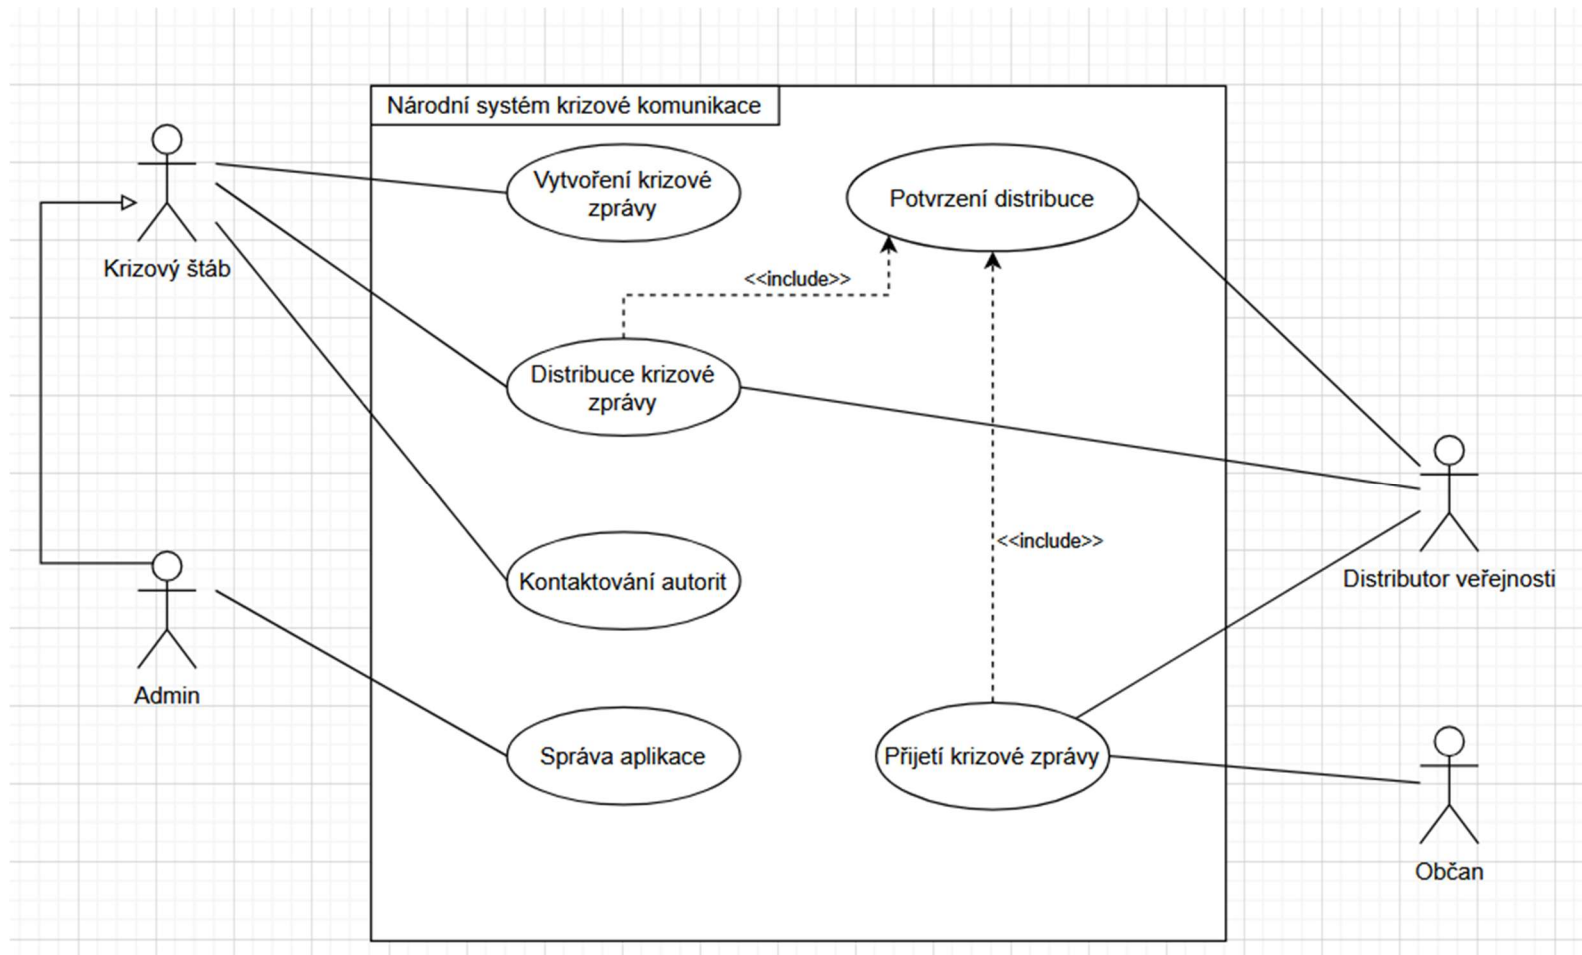 Národní systém krizové komunikace
Vytvoření krizové
zprávy
Potvrzení distribuce
Krizový štáb
<<include>>
Distribuce krizové
zprávy
<<include>>
Kontaktování autorit
Distributor veřejnosti
Admin
Správa aplikace
Přijetí krizové zprávy
Občan